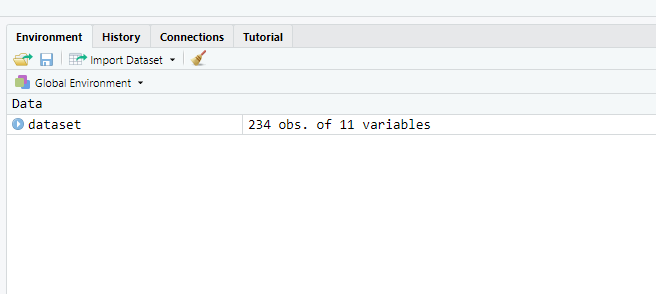 Environment History Connections Tutorial
Import Dataset
Global Environment
Data
dataset 234 obs. of 11 variables